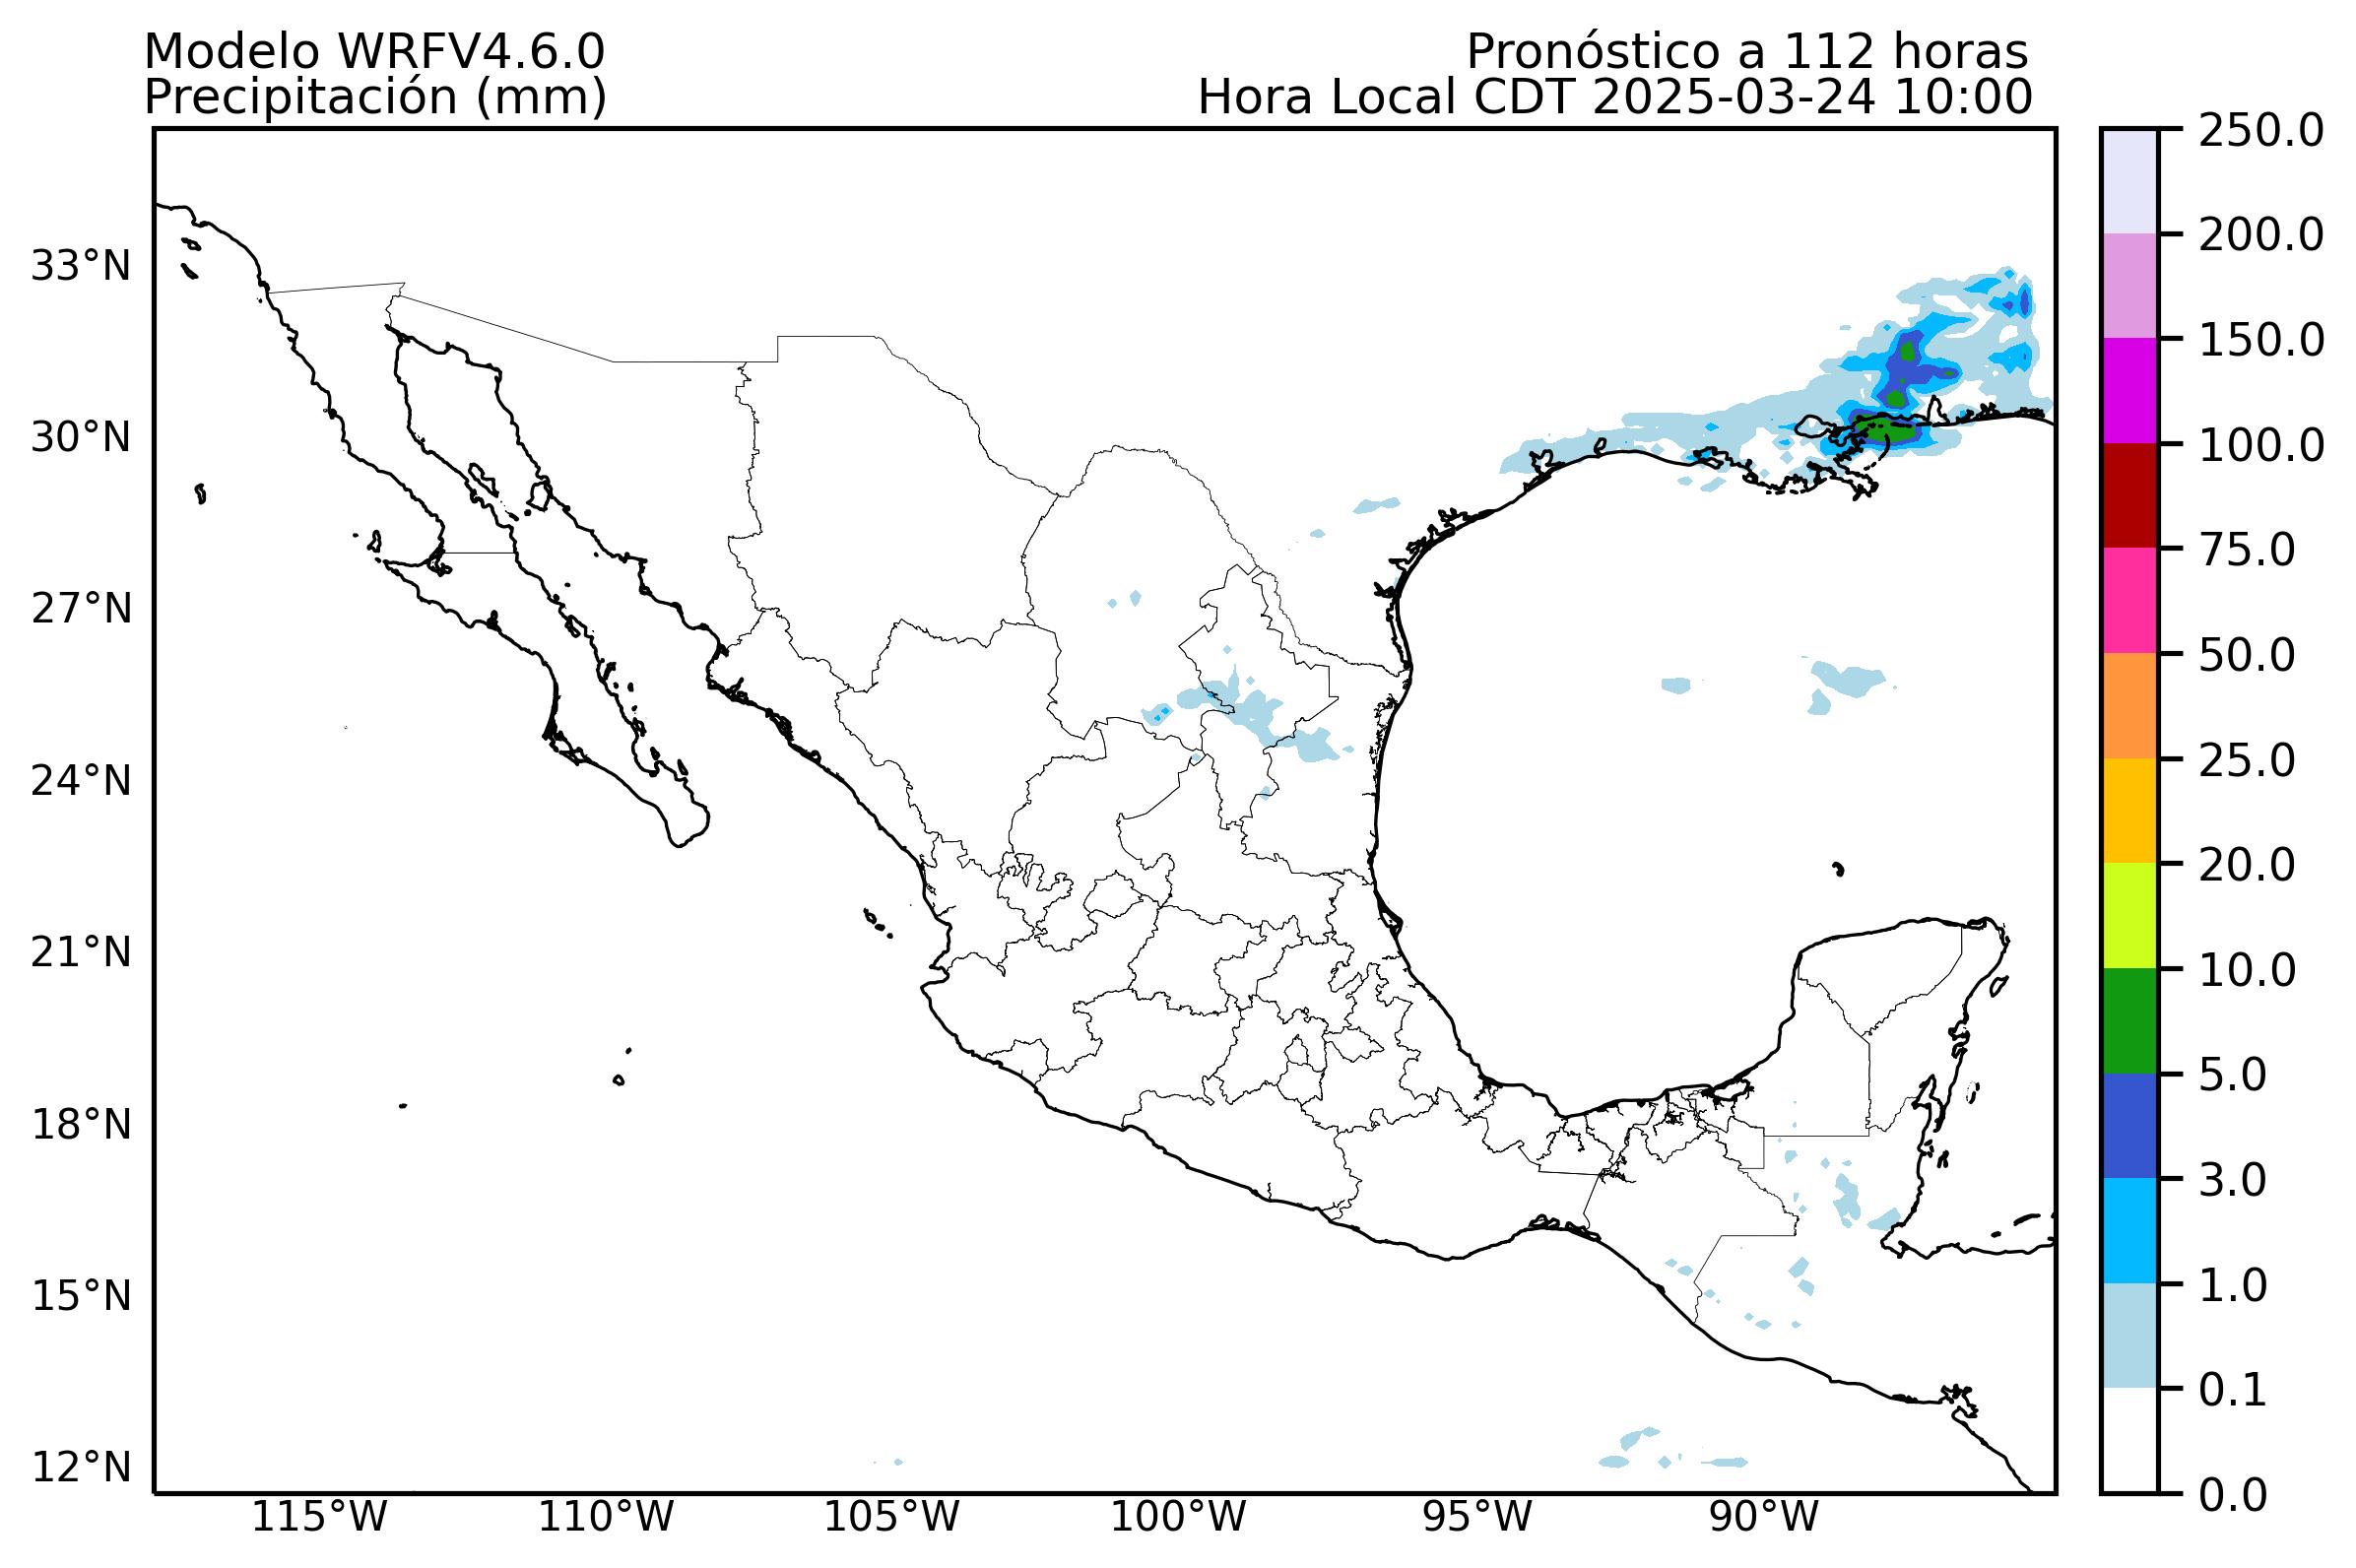 Modelo WRFV4.6.0
Pronóstico a 112 horas
Precipitación (mm)
Hora Local CDT 2025-03-24 10:00
250.0
200.0
150.0
100.0
75.0
50.0
25.0
20.0
10.0
5.0
3.0
1.0
0.1
0.0
33°N
30°N
27°N
24°N
21°N
18°N
15°N
12°N
115°W
110°W
105°W
100°W
95°W
90°W